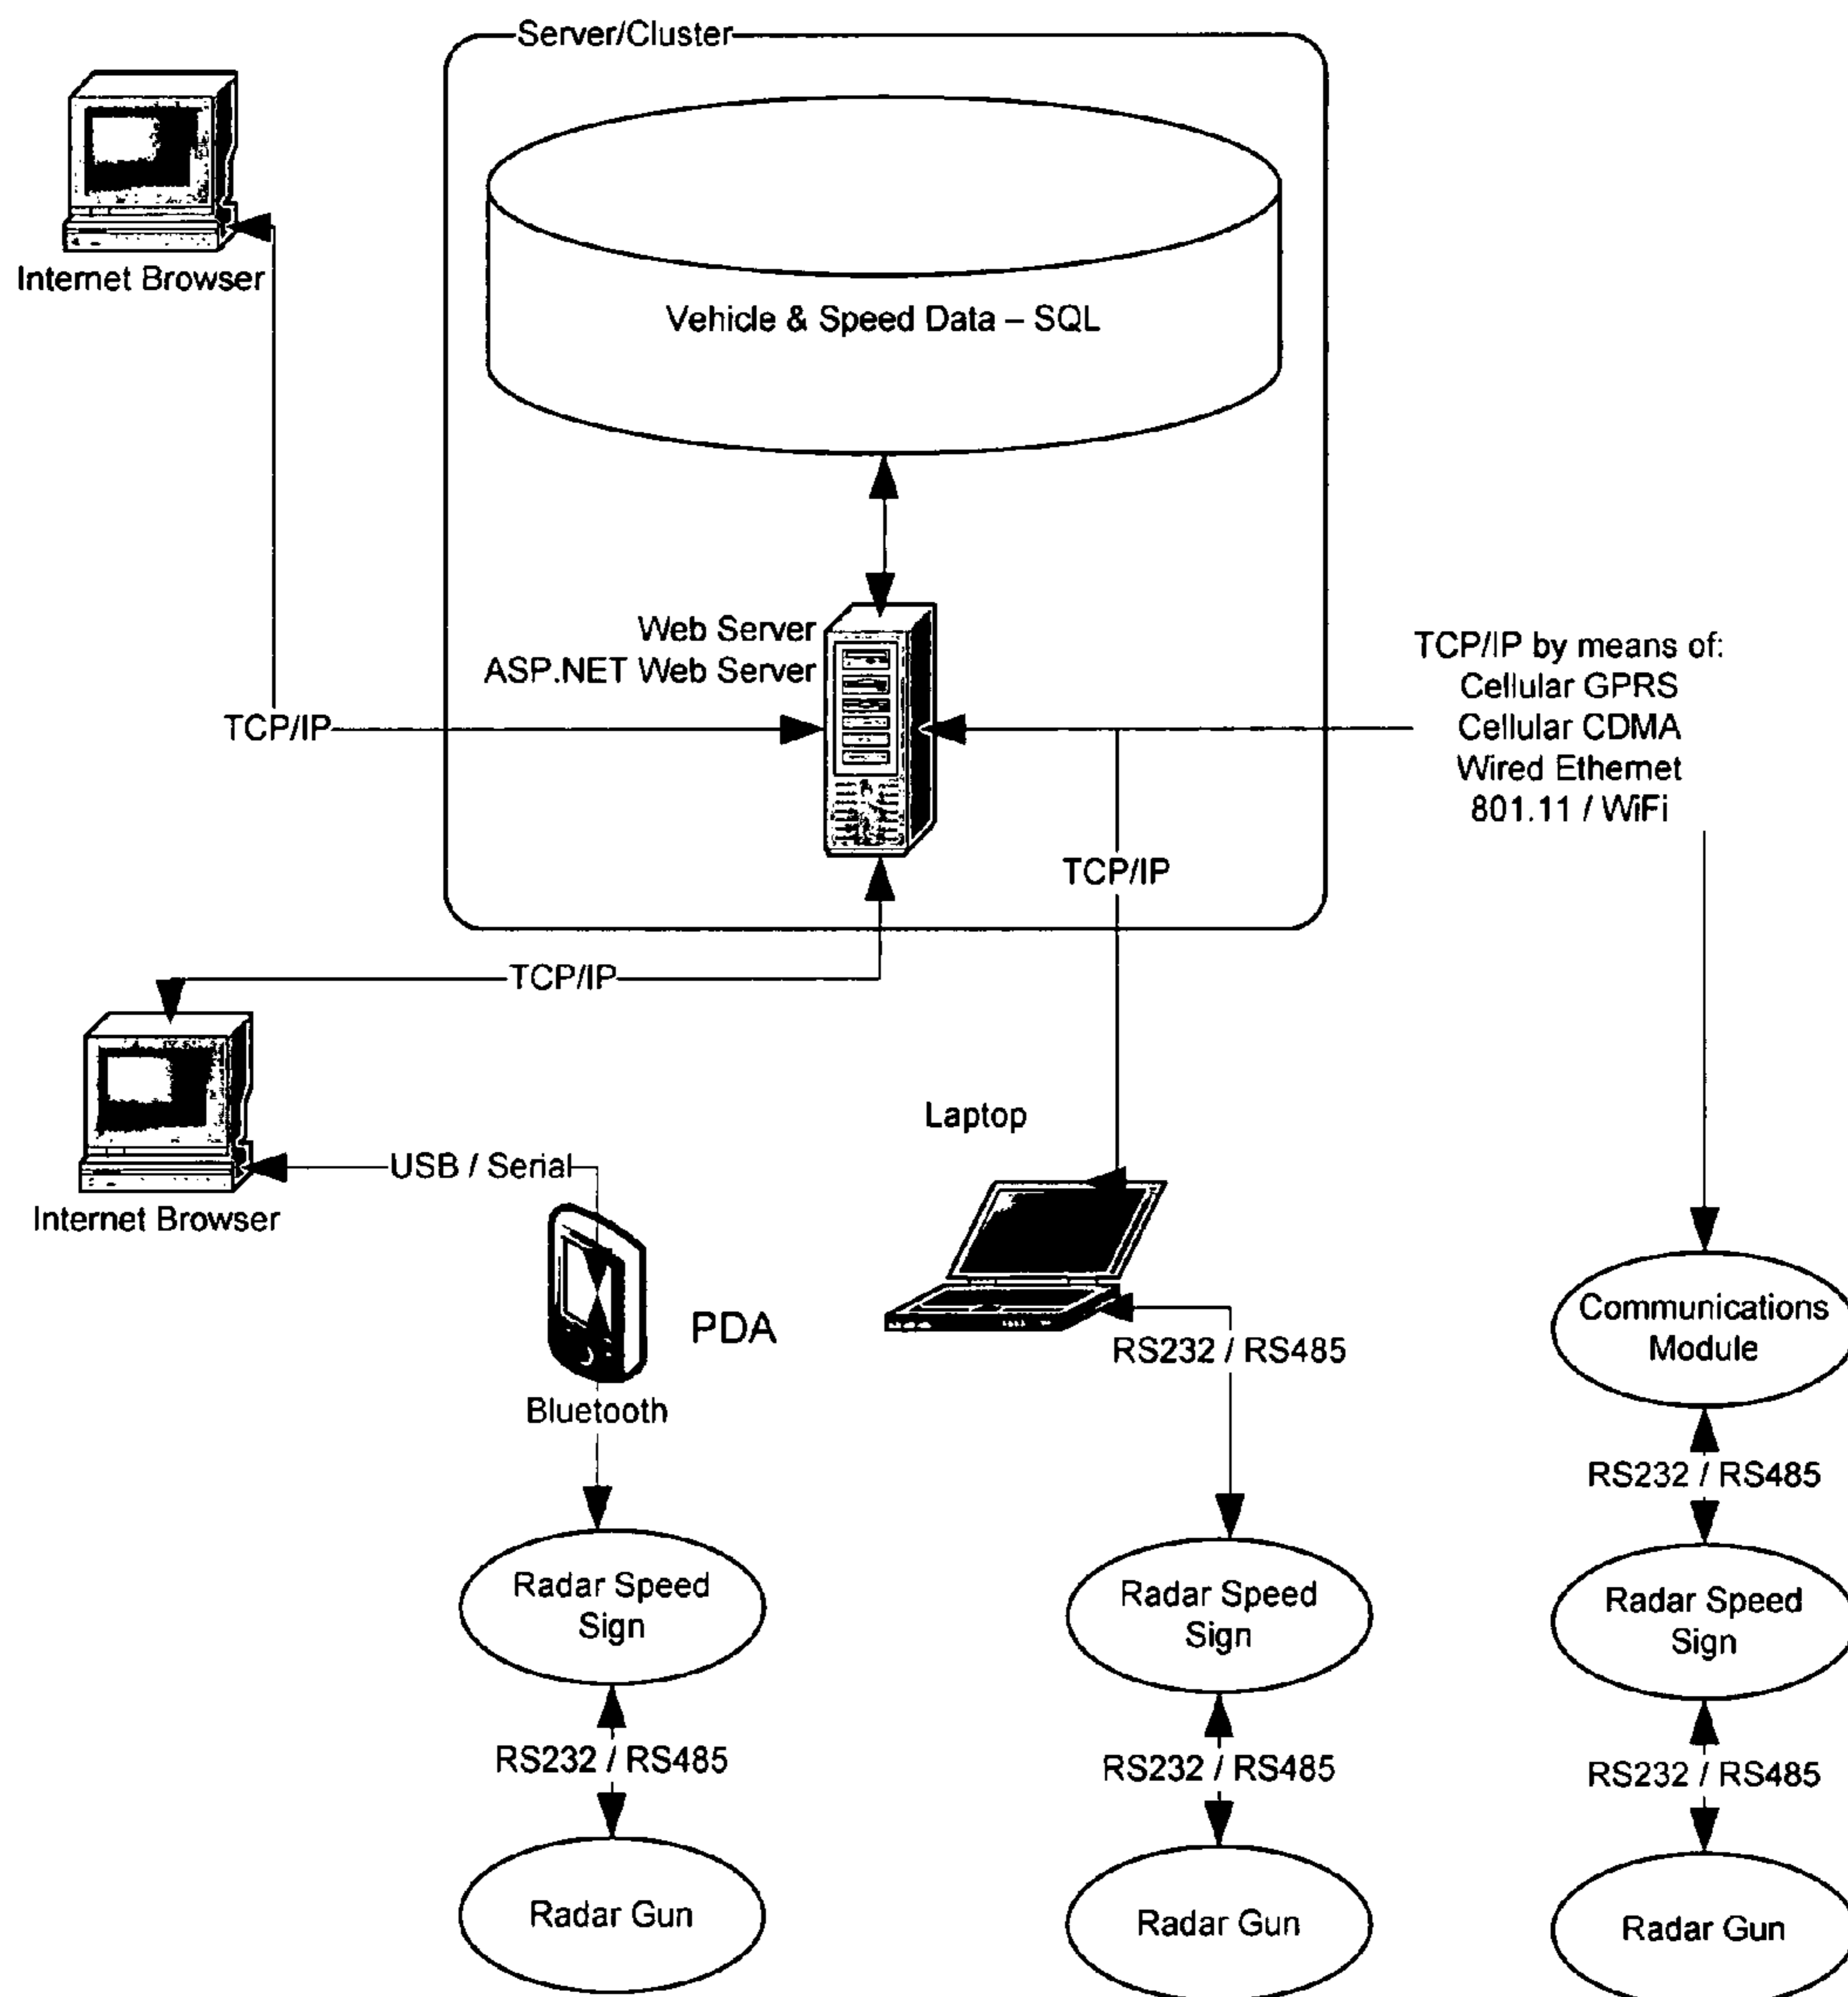 Server/Cluster
Internet Browser
Vehicle & Speed Data – SQL
Web Server
ASP.NET Web Server
TCP/IP
TCP/IP by means of:
Cellular GPRS
Cellular CDMA
Wired Ethernet
801.11 / WiFi
TCP/IP
TCP/IP
Laptop
USB / Serial
Internet Browser
PDA
Bluetooth
RS232 / RS485
Communications
Module
RS232 / RS485
Radar Speed
Sign
Radar Speed
Sign
Radar Speed
Sign
RS232 / RS485
RS232 / RS485
RS232 / RS485
Radar Gun
Radar Gun
Radar Gun